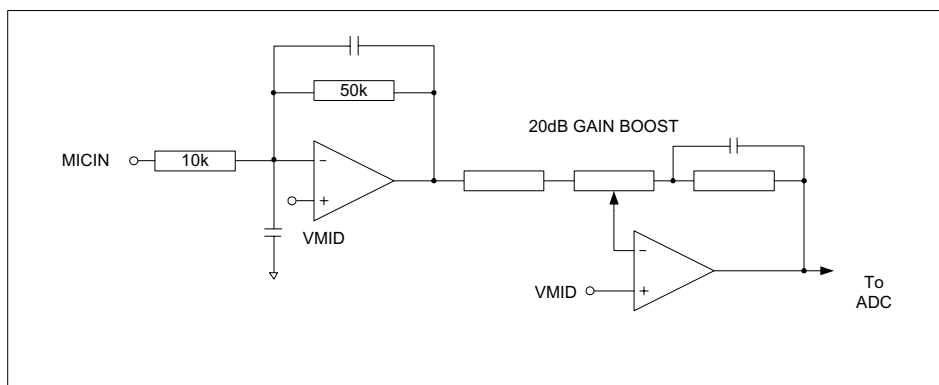 50k
20dB GAIN BOOST
MICIN
10k
−
+
VMID
−
VMID
+
To
ADC